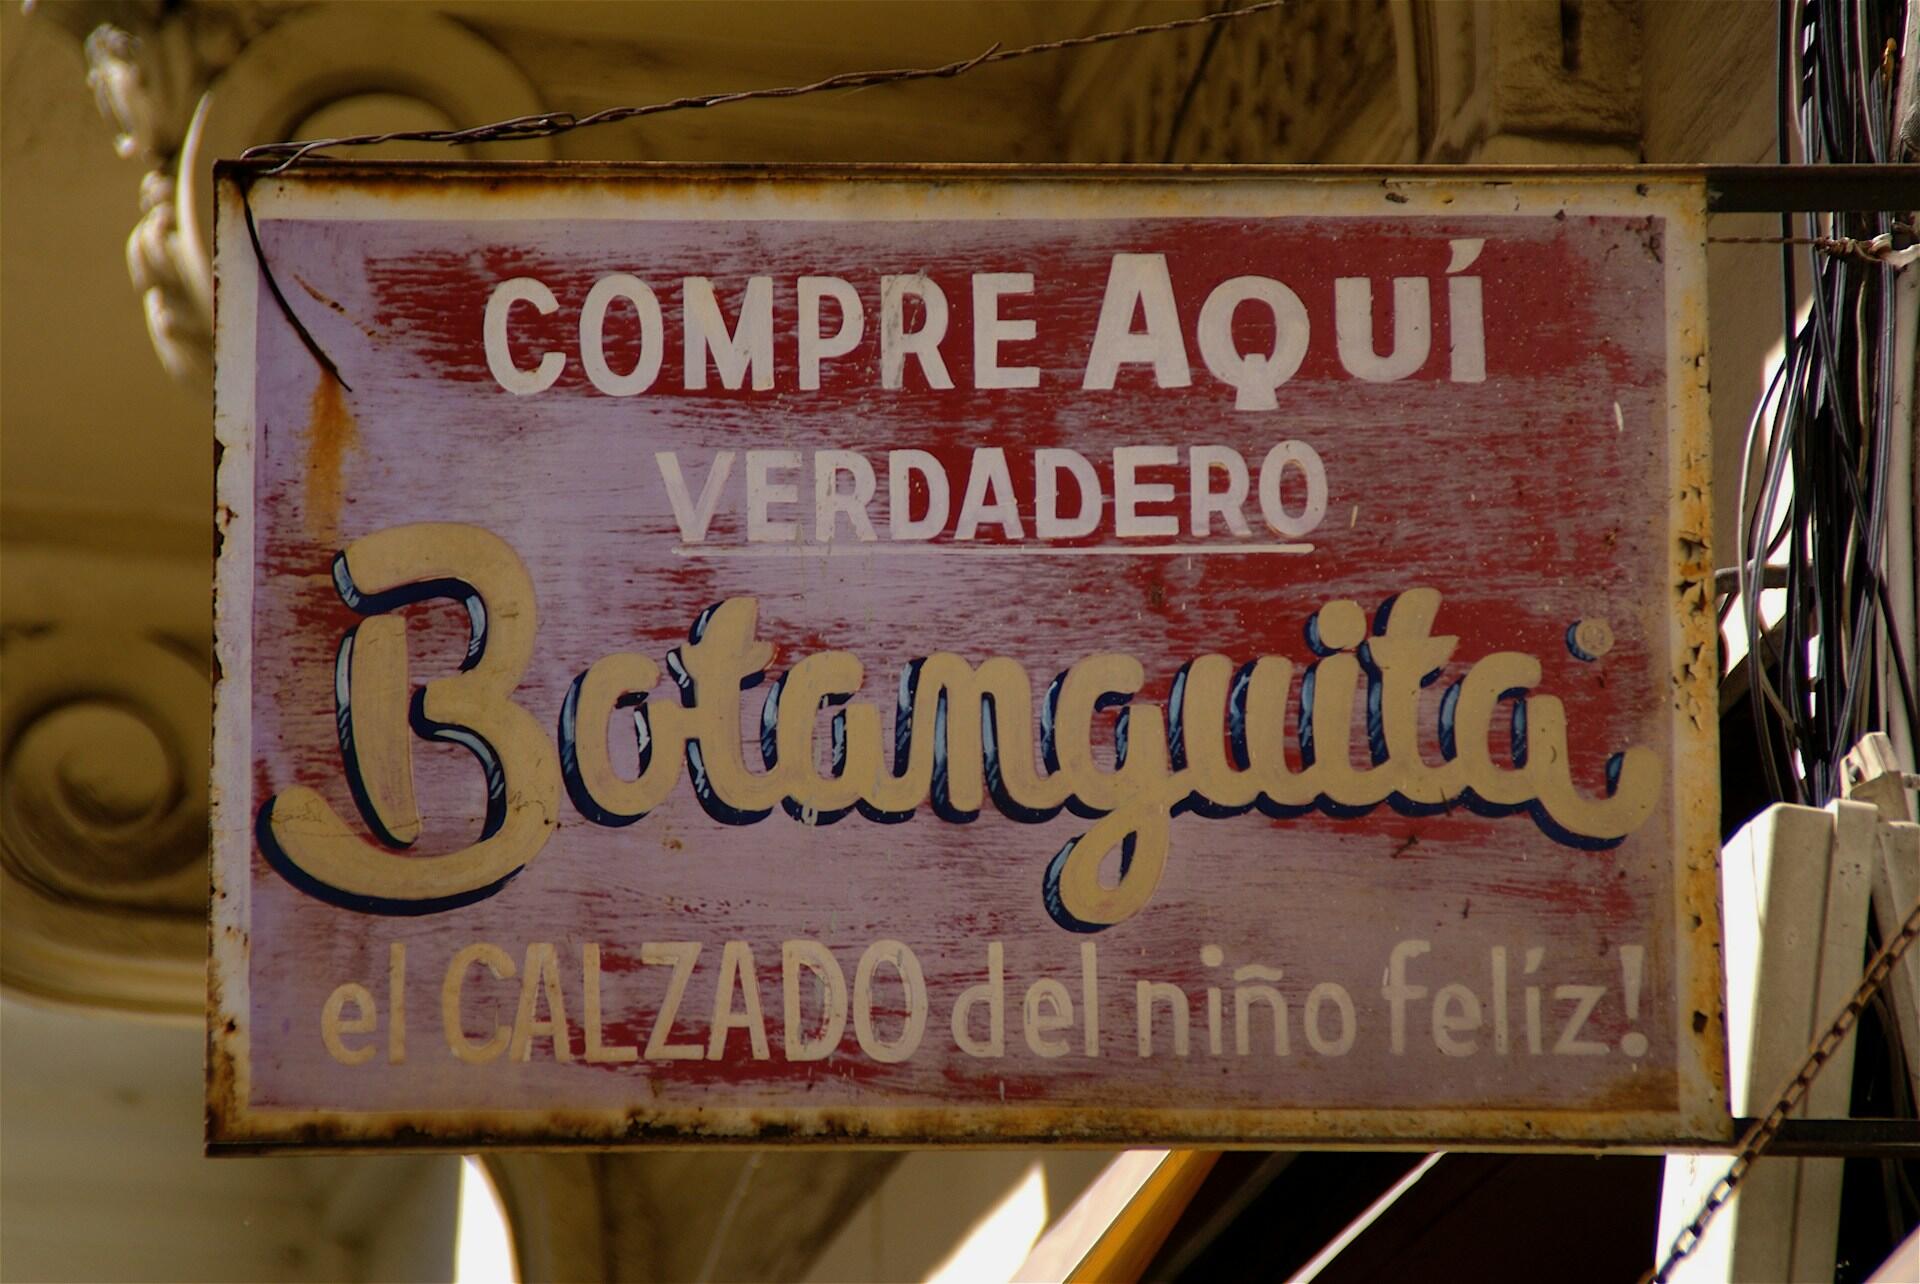 COMPRE AQUÍ
VERDADERO
Botanguita
el CALZADO del niño felíz!